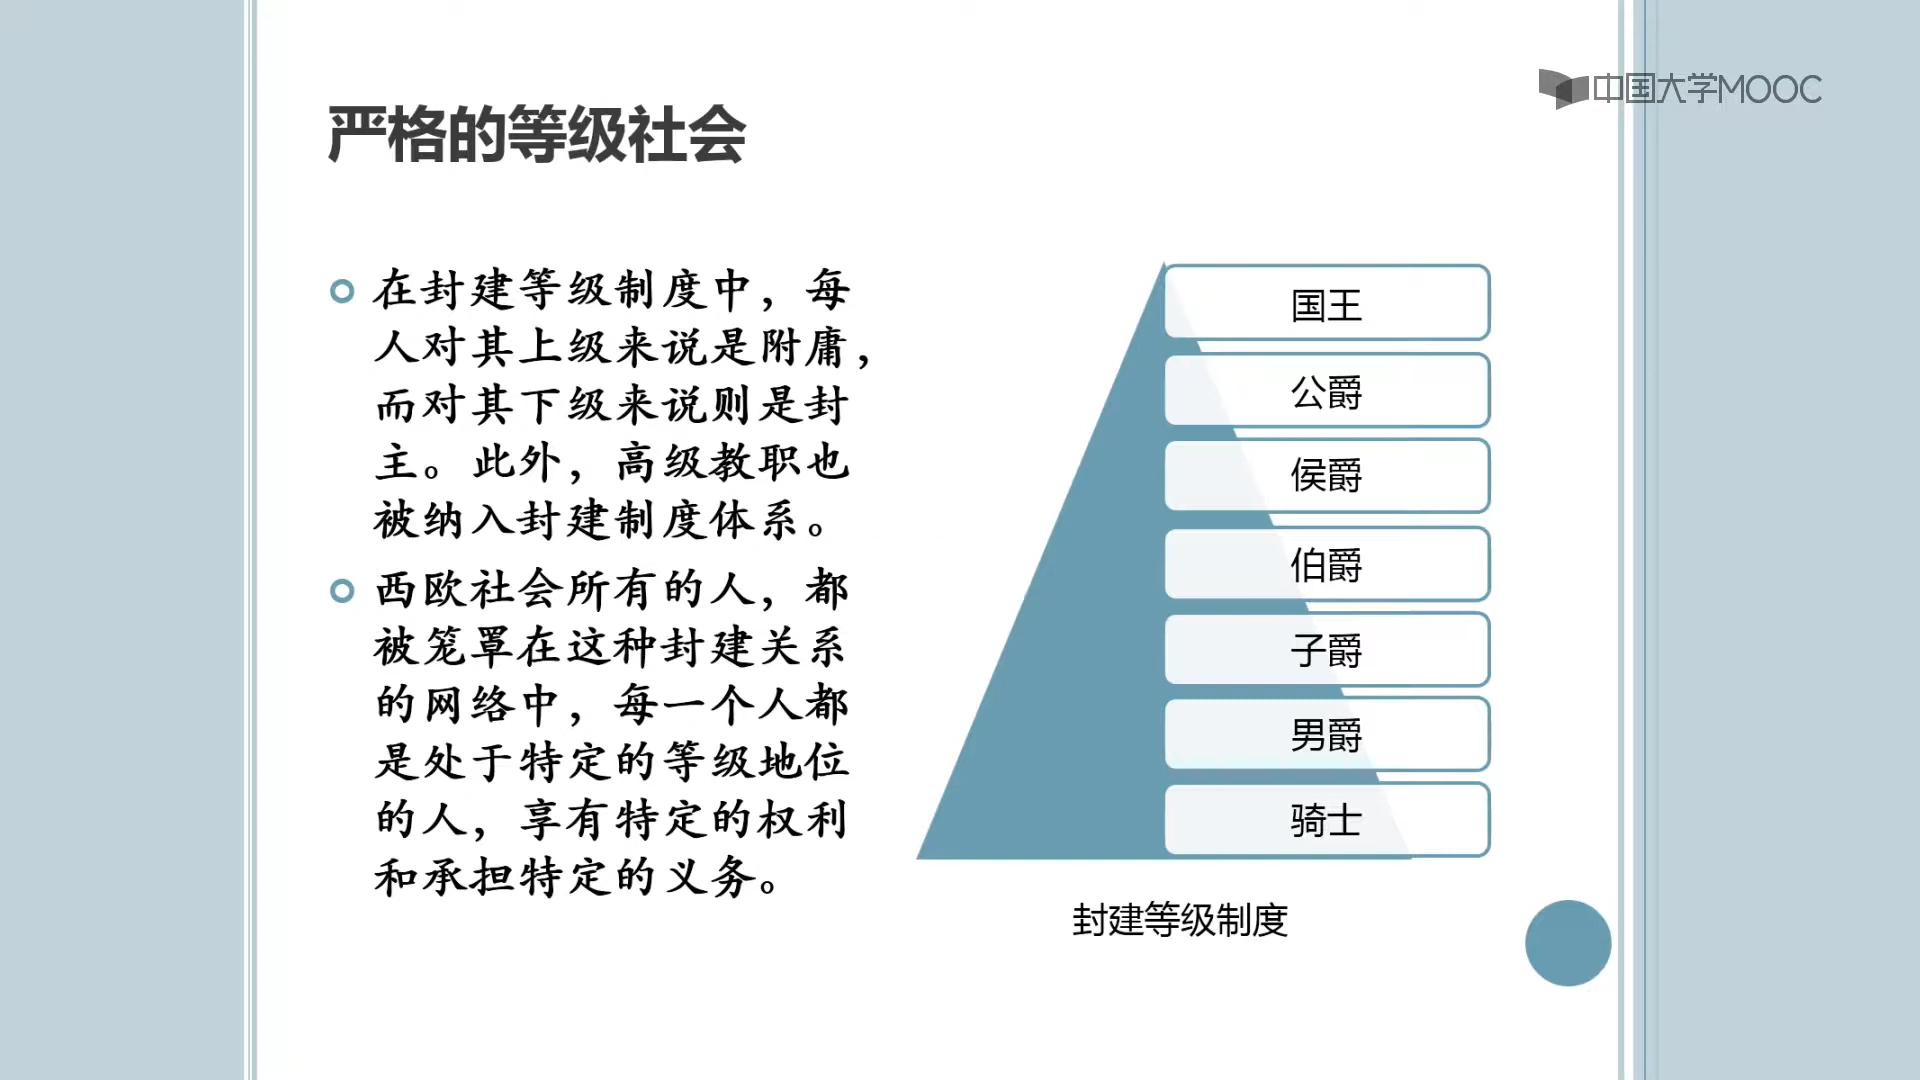 中国大学MOOC
严格的等级社会
在封建等级制度中，每
人对其上级来说是附庸，
而对其下级来说则是封
主。此外，高级教职也
被纳入封建制度体系。
西欧社会所有的人，都
被笼罩在这种封建关系
的网络中，每一个人都
是处于特定的等级地位
的人，享有特定的权利
和承担特定的义务。
国王
公爵
侯爵
伯爵
子爵
男爵
骑士
封建等级制度